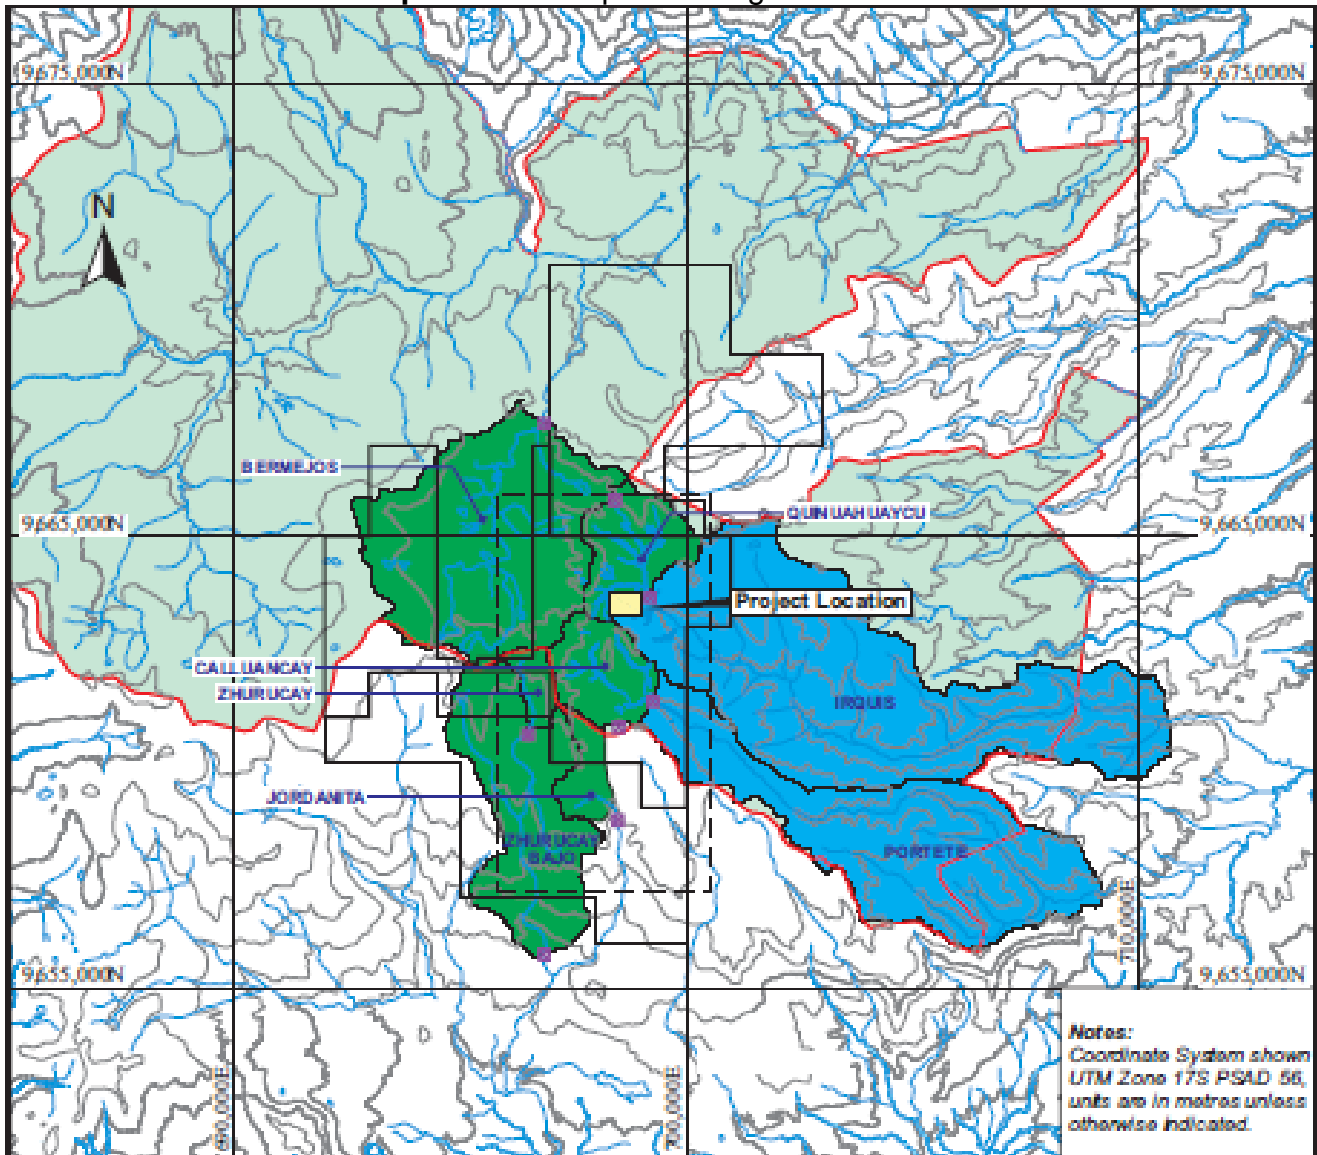 9,675,000N
9,675,000N
N
BERMEJOS
9,665,000N
QUINUAHUAYCU
9,665,000N
Project Location
CALLUANCAY
ZHURUCAY
IRQUIS
JORDANITA
ZHURUCAY
BAJO
PORTETE
9,655,000N
710,000E
9,655,000N
690,000E
700,000E
Notes:
Coordinate System shown
UTM Zone 17S PSAD 56,
units are in metres unless
otherwise indicated.